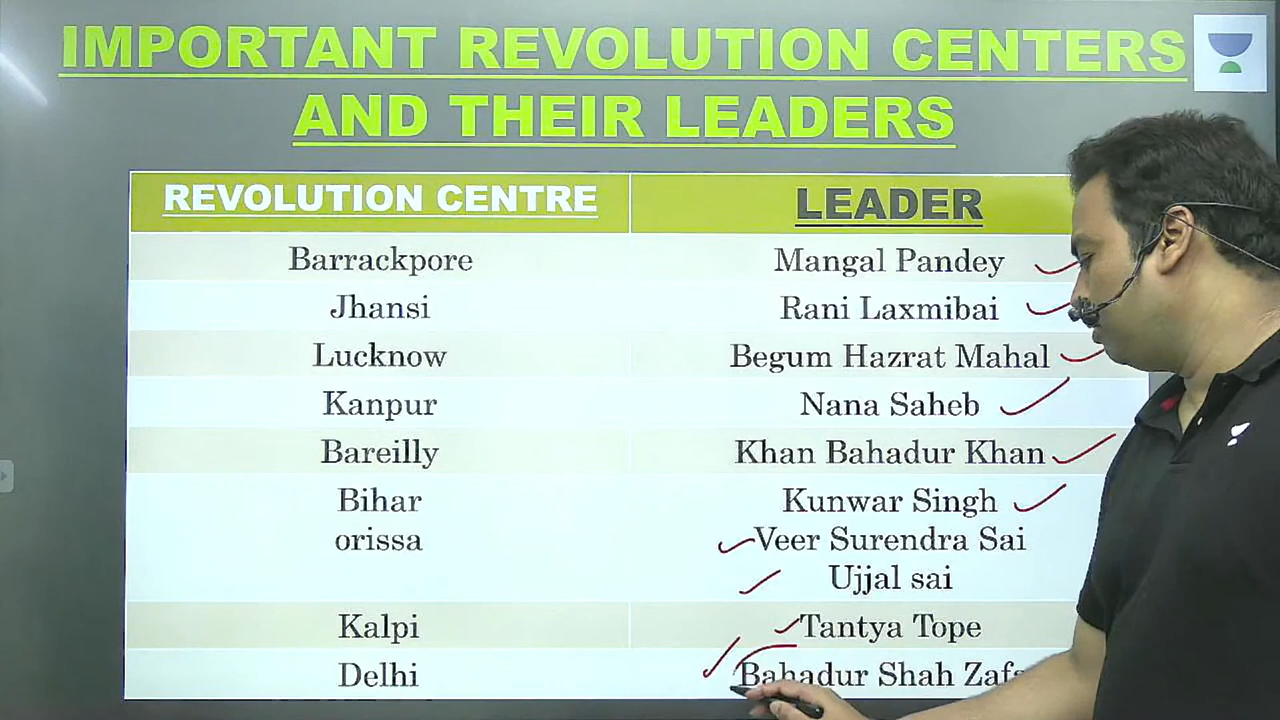 IMPORTANT REVOLUTION CENTERS
AND THEIR LEADERS
REVOLUTION CENTRE LEADER
Barrackpore Mangal Pandey
Jhansi Rani Laxmibai
Lucknow Begum Hazrat Mahal
Kanpur Nana Saheb
Bareilly Khan Bahadur Khan
Bihar Kunwar Singh
orissa Veer Surendra Sai
Ujjal sai
Kalpi Tantya Tope
Delhi Bahadur Shah